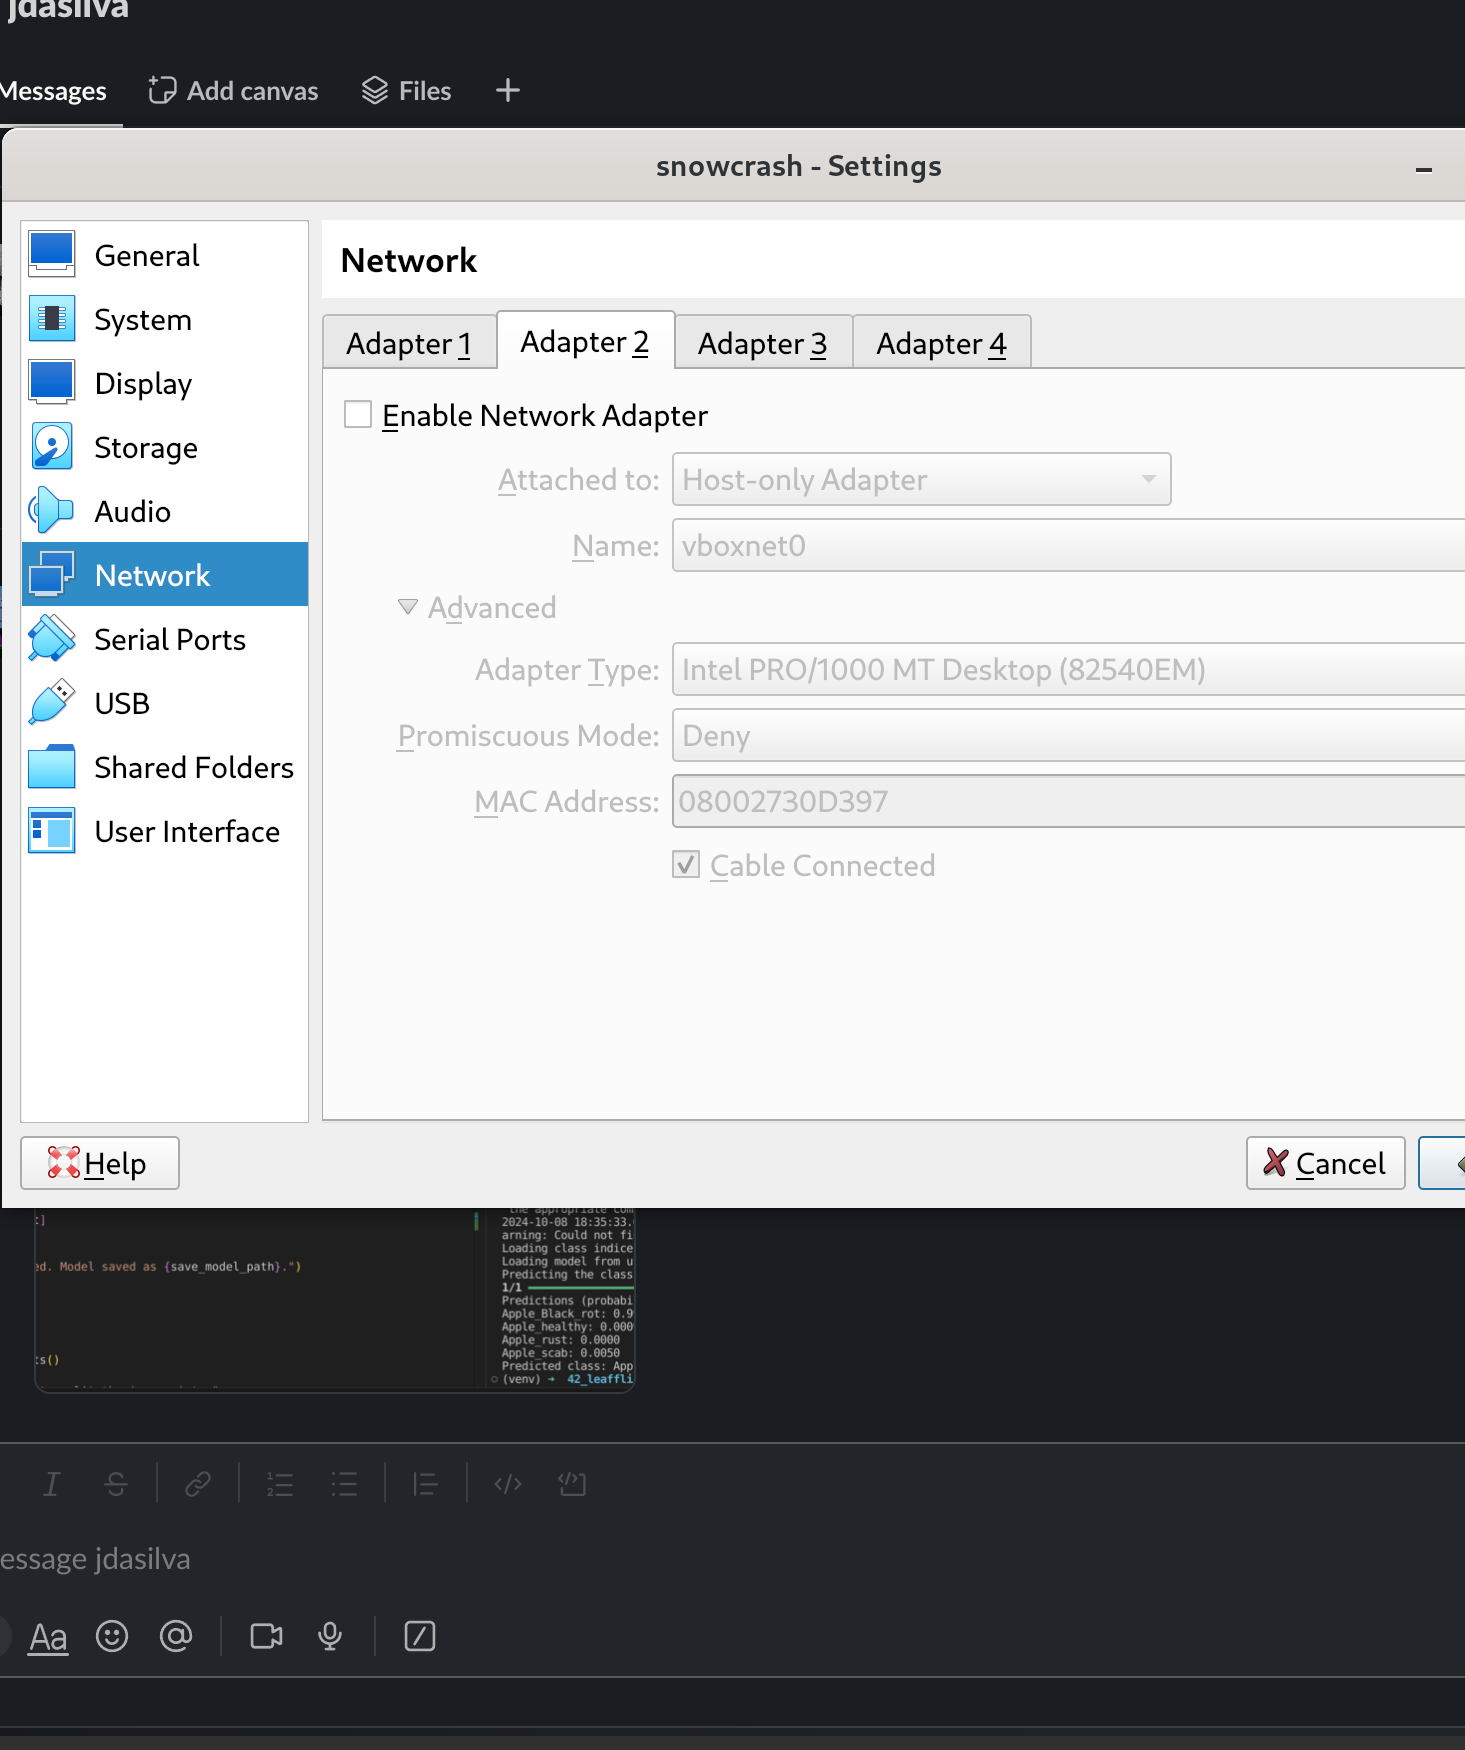 jdasilva
Messages Add canvas Files
snowcrash - Settings
General
System
Display
Storage
Audio
Network
Serial Ports
USB
Shared Folders
User Interface
Network
Adapter 1 Adapter 2 Adapter 3 Adapter 4
Enable Network Adapter
Attached to: Host-only Adapter
Name: vboxnet0
Advanced
Adapter Type: Intel PRO/1000 MT Desktop (82540EM)
Promiscuous Mode: Deny
MAC Address: 08002730D397
Cable Connected
Help Cancel
:]
ed. Model saved as {save_model_path}.")
ts()
the appropriate com
2024-10-08 18:35:33.
arning: Could not fi
Loading class indice
Loading model from u
Predicting the class
1/1
Predictions (probabi
Apple_Black_rot: 0.9
Apple_healthy: 0.000
Apple_rust: 0.0000
Apple_scab: 0.0050
Predicted class: App
(venv) → 42_leaffli
essage jdasilva
Aa